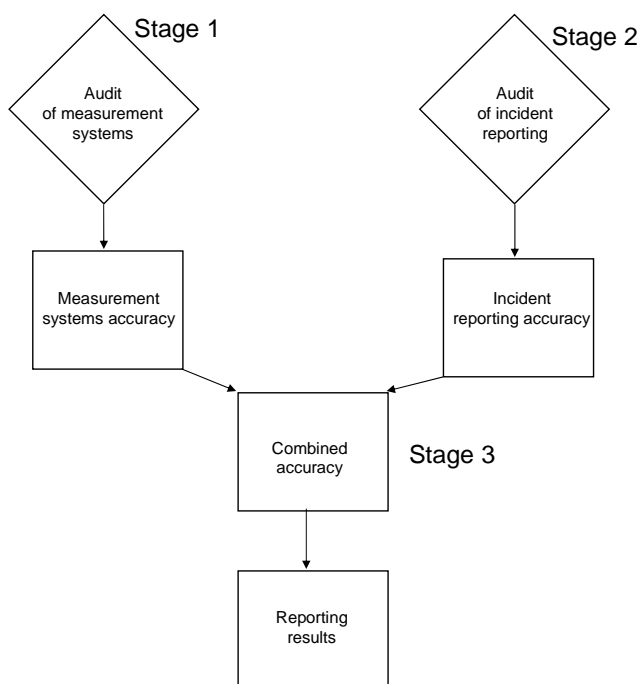 Stage 1
Audit
of measurement
systems
Stage 2
Audit
of incident
reporting
Measurement
systems accuracy
Incident
reporting accuracy
Combined
accuracy
Stage 3
Reporting
results